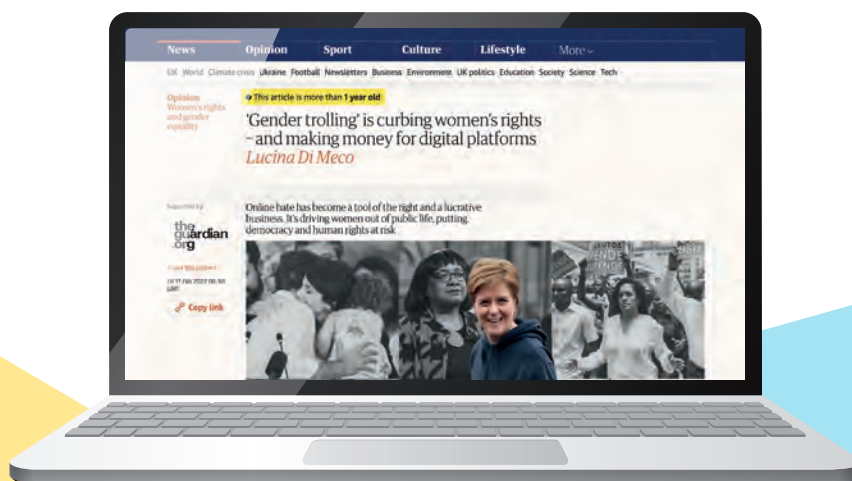 News Opinion Sport Culture Lifestyle More
UK World Climate crisis Ukraine Football Newsletters Business Environment UK politics Education Society Science Tech
Opinion
Women's rights
and gender
equality
This article is more than 1 year old
'Gender trolling' is curbing women's rights
– and making money for digital platforms
Lucina Di Meco
Supported by
the
guardian
.org
Online hate has become a tool of the right and a lucrative
business. It's driving women out of public life, putting
democracy and human rights at risk
Copy link